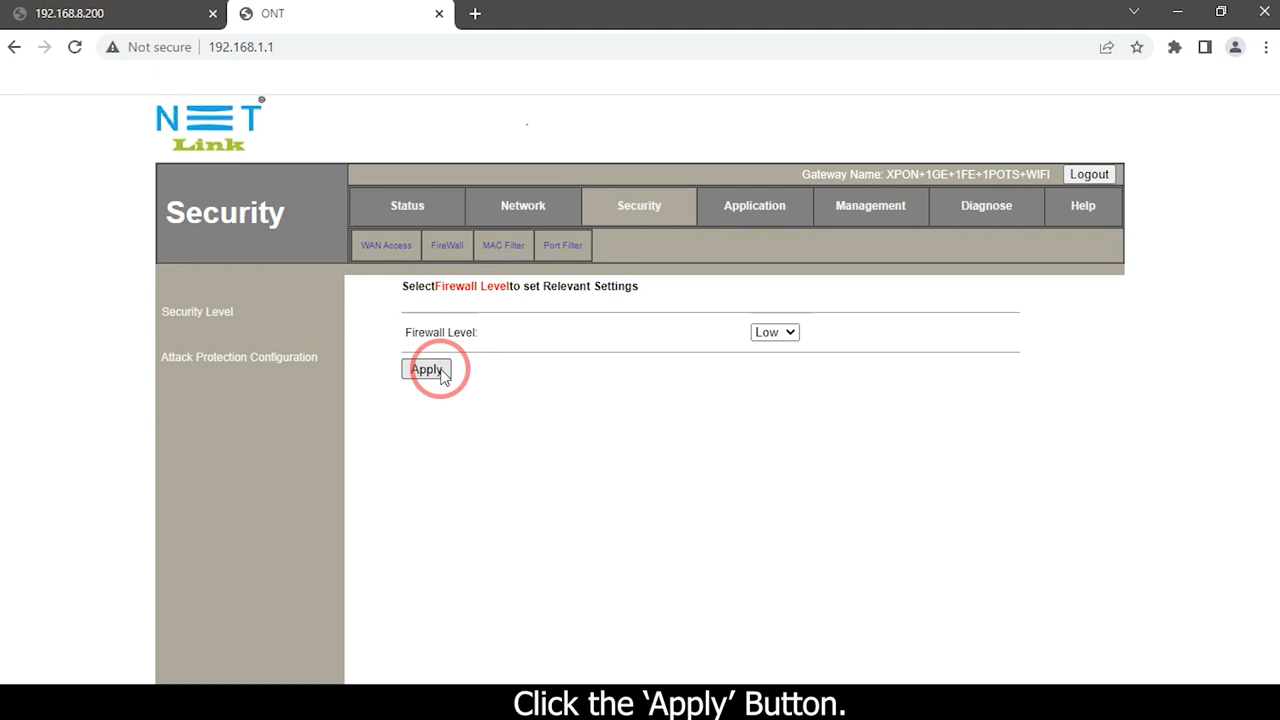 192.168.8.200
ONT
Not secure 192.168.1.1
NET
Link
Gateway Name: XPON+1GE+1FE+1POTS+WIFI Logout
Security
Status Network Security Application Management Diagnose Help
WAN Access FireWall MAC Filter Port Filter
Security Level
Attack Protection Configuration
SelectFirewall Levelto set Relevant Settings
Firewall Level: Low
Apply
Click the ‘Apply’ Button.